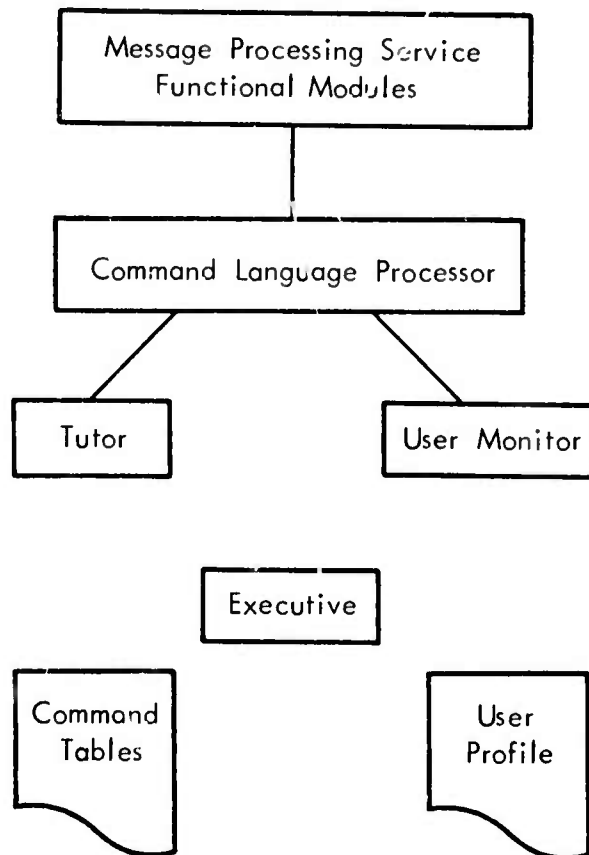 Message Processing Service
Functional Modules
Command Language Processor
Tutor
User Monitor
Executive
Command
Tables
User
Profile